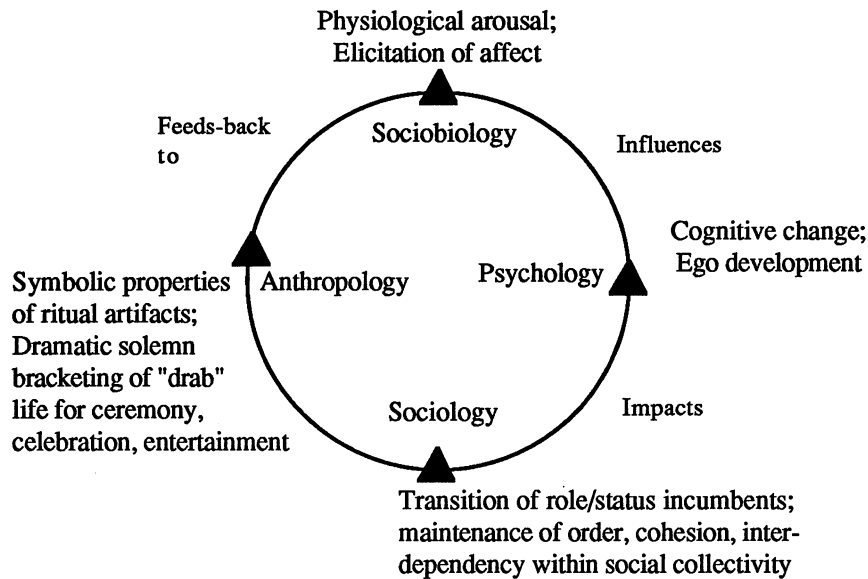 Physiological arousal;
Elicitation of affect
Sociobiology
Feeds-back
to
Influences
Cognitive change;
Ego development
Psychology
Anthropology
Symbolic properties
of ritual artifacts;
Dramatic solemn
bracketing of "drab"
life for ceremony,
celebration, entertainment
Sociology
Impacts
Transition of role/status incumbents;
maintenance of order, cohesion, inter-
dependency within social collectivity